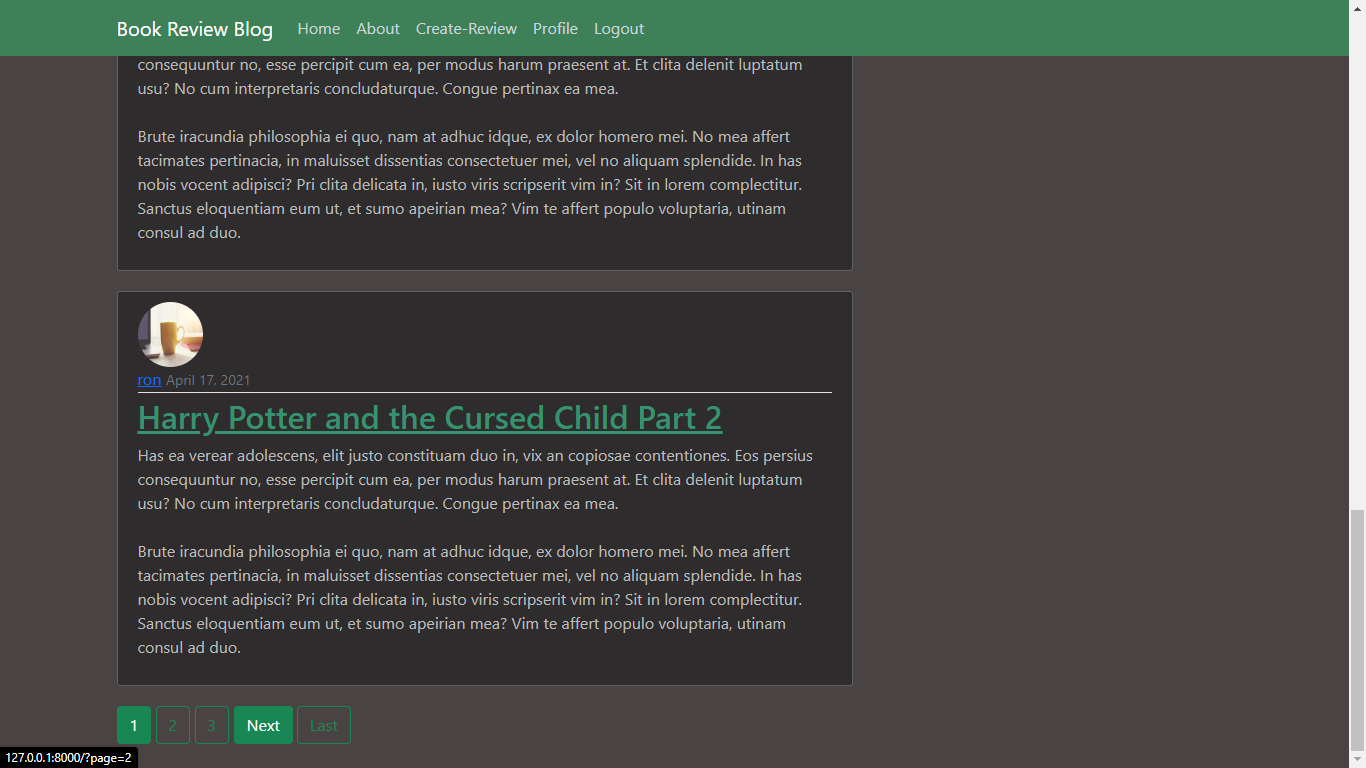 Book Review Blog Home About Create-Review Profile Logout
consequuntur no, esse percipit cum ea, per modus harum praesent at. Et clita delenit luptatum
usu? No cum interpretaris concludaturque. Congue pertinax ea mea.
Brute iracundia philosophia ei quo, nam at adhuc idque, ex dolor homero mei. No mea affert
tacimates pertinacia, in maluisset dissentias consectetuer mei, vel no aliquam splendide. In has
nobis vocent adipisci? Pri clita delicata in, iusto viris scripserit vim in? Sit in lorem complectitur.
Sanctus eloquentiam eum ut, et sumo apeirian mea? Vim te affert populo voluptaria, utinam
consul ad duo.
ron April 17, 2021
Harry Potter and the Cursed Child Part 2
Has ea verear adolescens, elit justo constituam duo in, vix an copiosae contentiones. Eos persius
consequuntur no, esse percipit cum ea, per modus harum praesent at. Et clita delenit luptatum
usu? No cum interpretaris concludaturque. Congue pertinax ea mea.
Brute iracundia philosophia ei quo, nam at adhuc idque, ex dolor homero mei. No mea affert
tacimates pertinacia, in maluisset dissentias consectetuer mei, vel no aliquam splendide. In has
nobis vocent adipisci? Pri clita delicata in, iusto viris scripserit vim in? Sit in lorem complectitur.
Sanctus eloquentiam eum ut, et sumo apeirian mea? Vim te affert populo voluptaria, utinam
consul ad duo.
1 2 3 Next Last
127.0.0.1:8000/?page=2